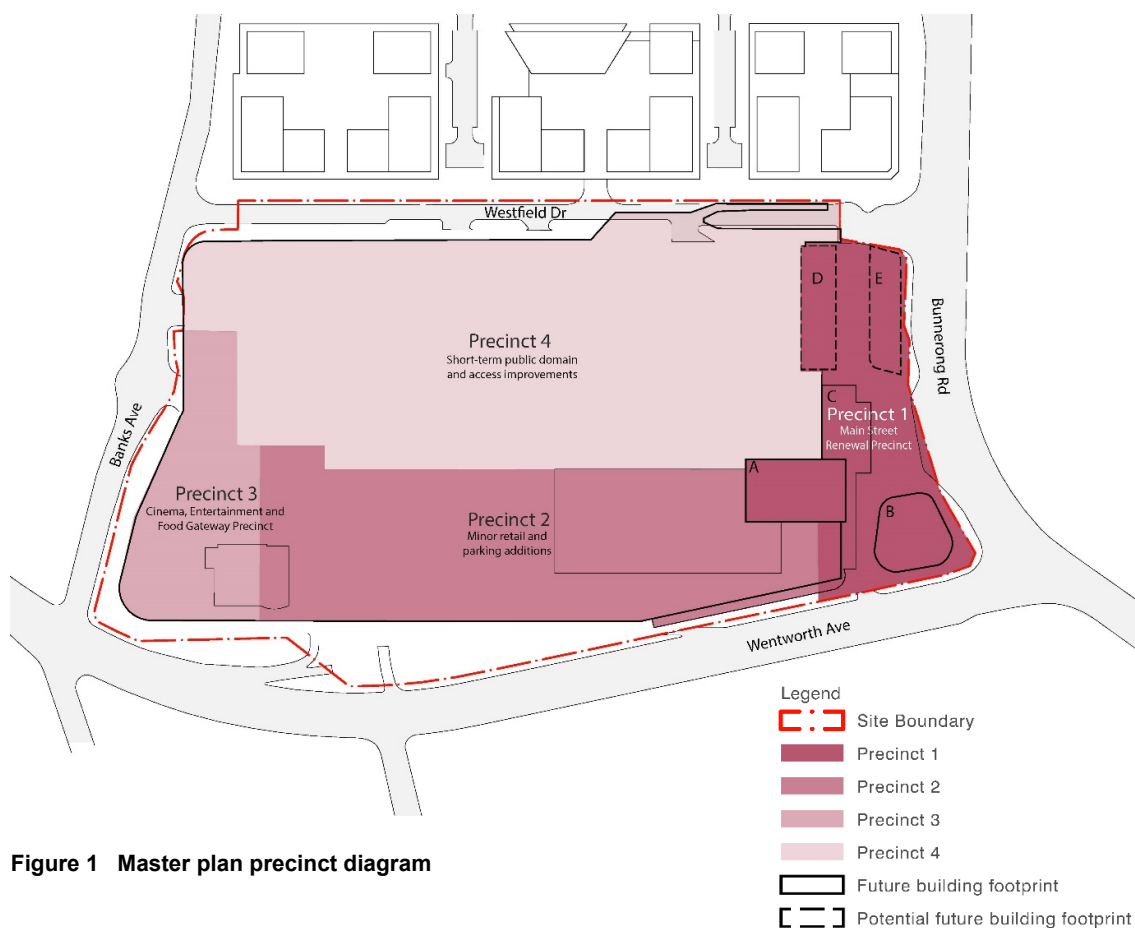 Westfield Dr
D
E
Bunnerong Rd
Precinct 4
Short-term public domain
and access improvements
Banks Ave
C
Precinct 1
Main Street
Renewal Precinct
A
Precinct 3
Cinema, Entertainment and
Food Gateway Precinct
Precinct 2
Minor retail and
parking additions
B
Wentworth Ave
Legend
Site Boundary
Precinct 1
Precinct 2
Precinct 3
Precinct 4
Future building footprint
Potential future building footprint
Figure 1 Master plan precinct diagram